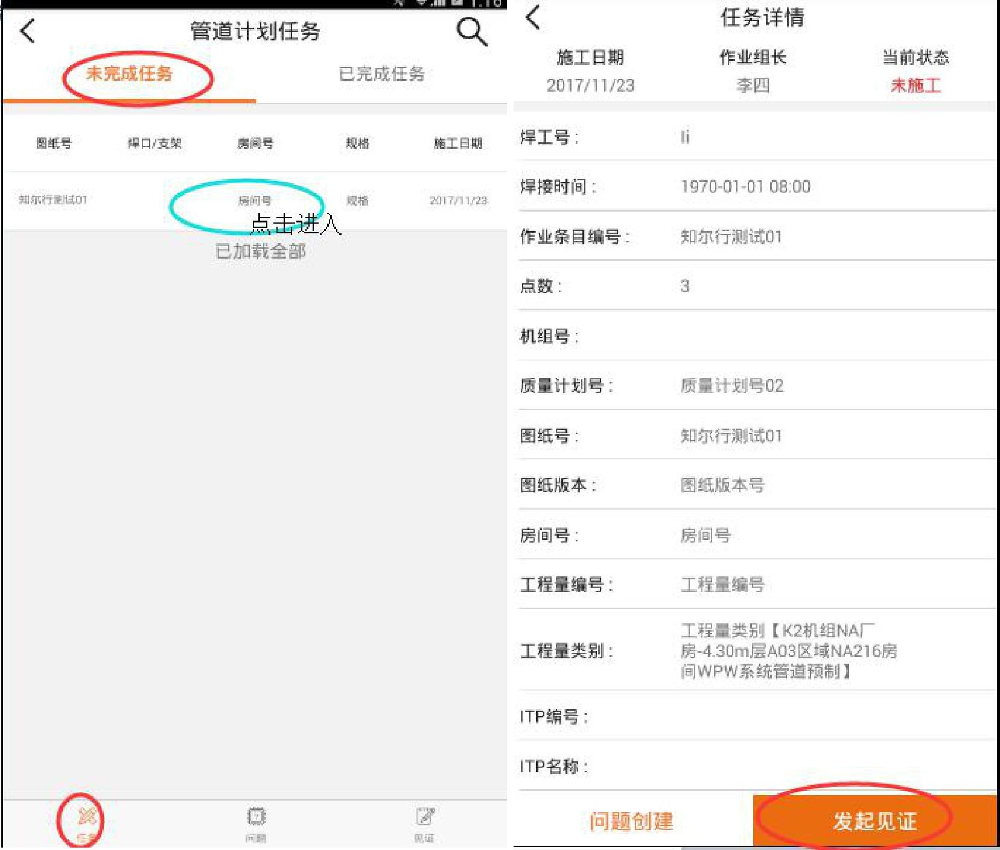 1:16
管道计划任务
未完成任务 已完成任务
图纸号 焊口/支架 房间号 规格 施工日期
知尔行测试01 房间号 规格 2017/11/23
点击进入
已加载全部
任务 问题 见证
任务详情
施工日期 作业组长 当前状态
2017/11/23 李四 未施工
焊工号: li
焊接时间: 1970-01-01 08:00
作业条目编号: 知尔行测试01
点数: 3
机组号:
质量计划号: 质量计划号02
图纸号: 知尔行测试01
图纸版本: 图纸版本号
房间号: 房间号
工程量编号: 工程量编号
工程量类别: 工程量类别【K2机组NA厂
房-4.30m层A03区域NA216房
间WPW系统管道预制】
ITP编号:
ITP名称:
问题创建 发起见证